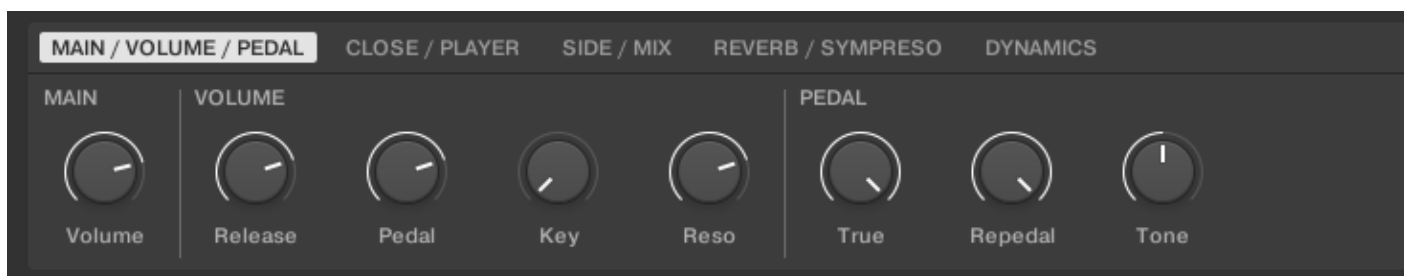 MAIN / VOLUME / PEDAL CLOSE / PLAYER SIDE / MIX REVERB / SYMPRESO DYNAMICS
MAIN VOLUME PEDAL
Volume Release Pedal Key Reso True Repedal Tone